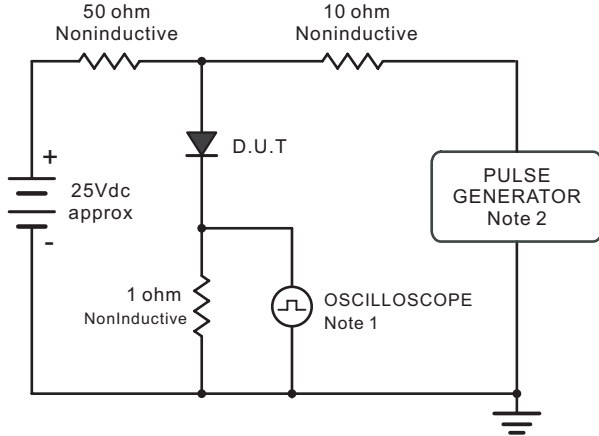 50 ohm
Noninductive
10 ohm
Noninductive
D.U.T
+
25Vdc
approx
-
PULSE
GENERATOR
Note 2
1 ohm
NonInductive
OSCILLOSCOPE
Note 1